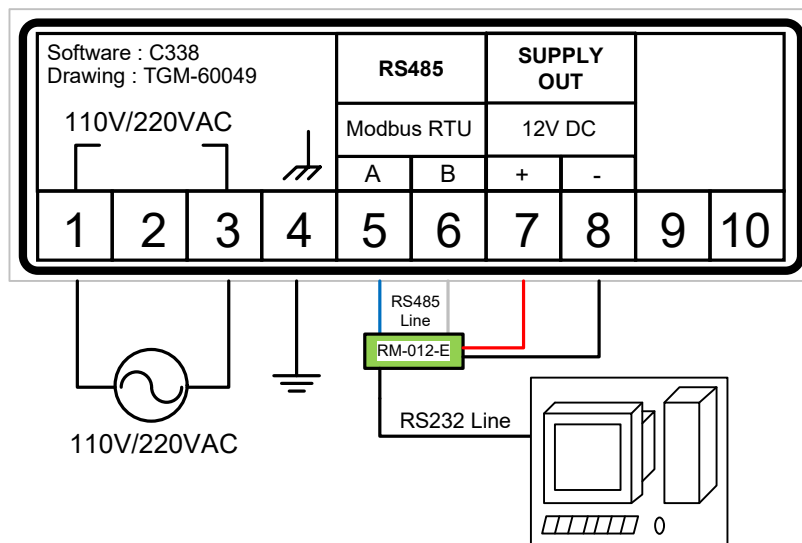 Software : C338
Drawing : TGM-60049
110V/220VAC
RS485
Modbus RTU
A B
SUPPLY
OUT
12V DC
+ -
1 2 3 4 5 6 7 8 9 10
RS485
Line
RM-012-E
RS232 Line
110V/220VAC